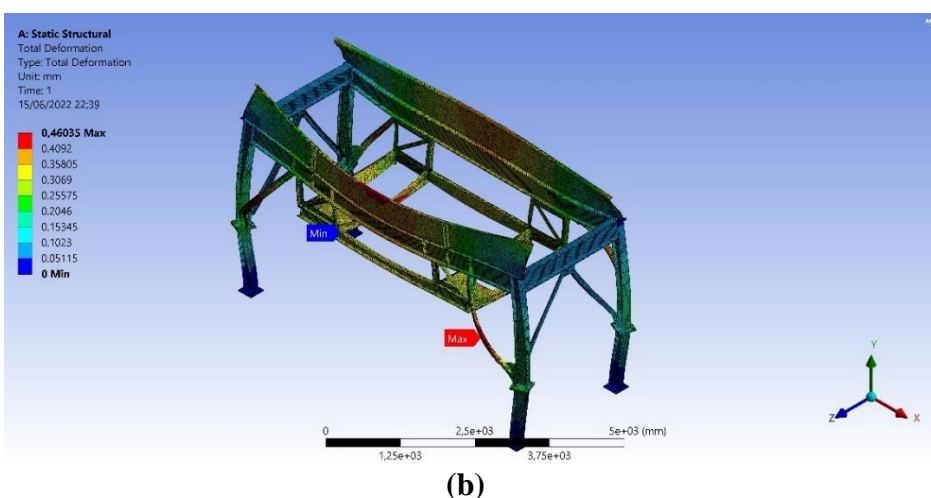 A: Static Structural
Total Deformation
Type: Total Deformation
Unit: mm
Time: 1
15/06/2022 22:39
0,46035 Max
0.4092
0.35805
0.3069
0.25575
0.2046
0.15345
0.1023
0.05115
0 Min
Min
Max
Y
Z
X
0
2,5e+03
5e+03 (mm)
1,25e+03
3,75e+03
(b)